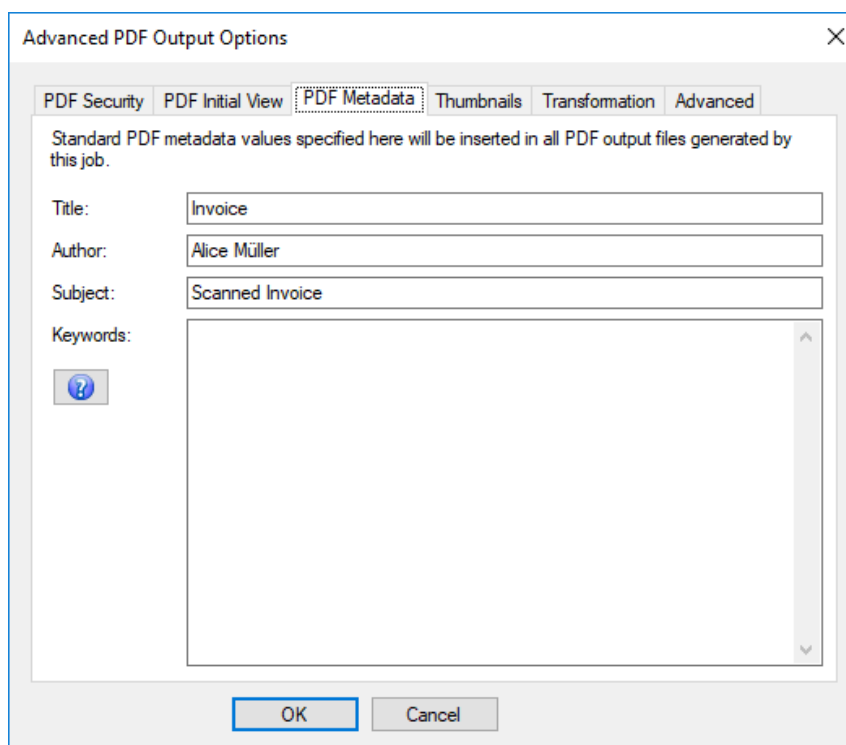 Advanced PDF Output Options
PDF Security PDF Initial View PDF Metadata Thumbnails Transformation Advanced
Standard PDF metadata values specified here will be inserted in all PDF output files generated by
this job.
Title: Invoice
Author: Alice Müller
Subject: Scanned Invoice
Keywords:
?
OK Cancel